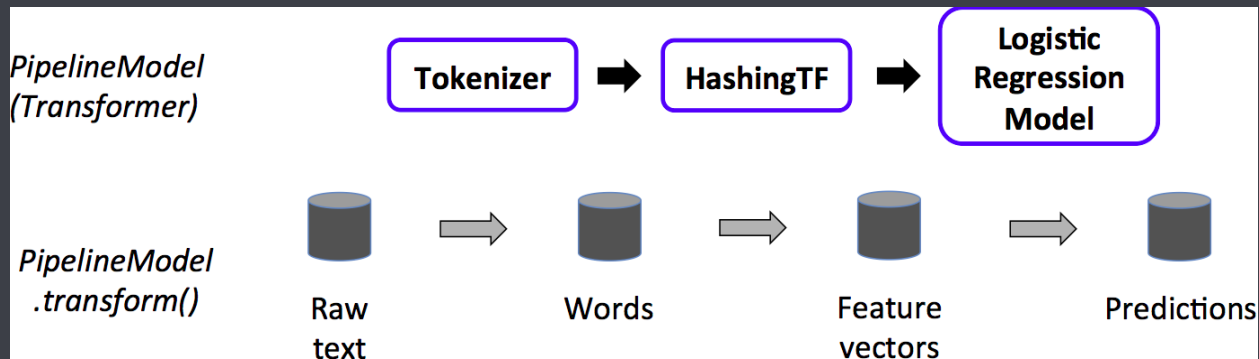 PipelineModel
(Transformer)
Tokenizer
HashingTF
Logistic
Regression
Model
PipelineModel
.transform()
Raw
text
Words
Feature
vectors
Predictions